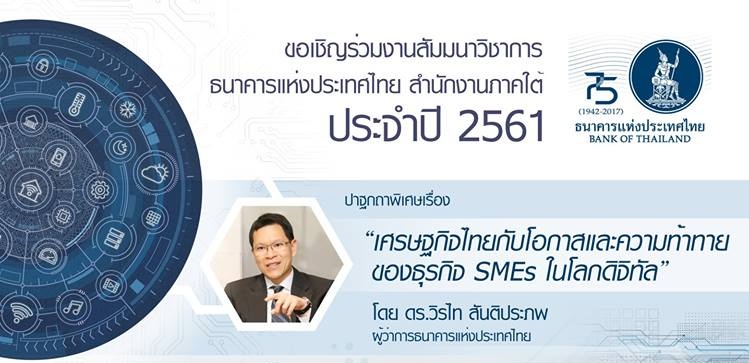 ขอเชิญร่วมงานสัมมนาวิชาการ
ธนาคารแห่งประเทศไทย สำนักงานภาคใต้
ประจำปี 2561
75
(1942-2017)
ธนาคารแห่งประเทศไทย
BANK OF THAILAND
ปาฐกถาพิเศษเรื่อง
“เศรษฐกิจไทยกับโอกาสและความท้าทาย
ของธุรกิจ SMEs ในโลกดิจิทัล”
โดย ดร.วิรไท สันติประภพ
ผู้ว่าการธนาคารแห่งประเทศไทย